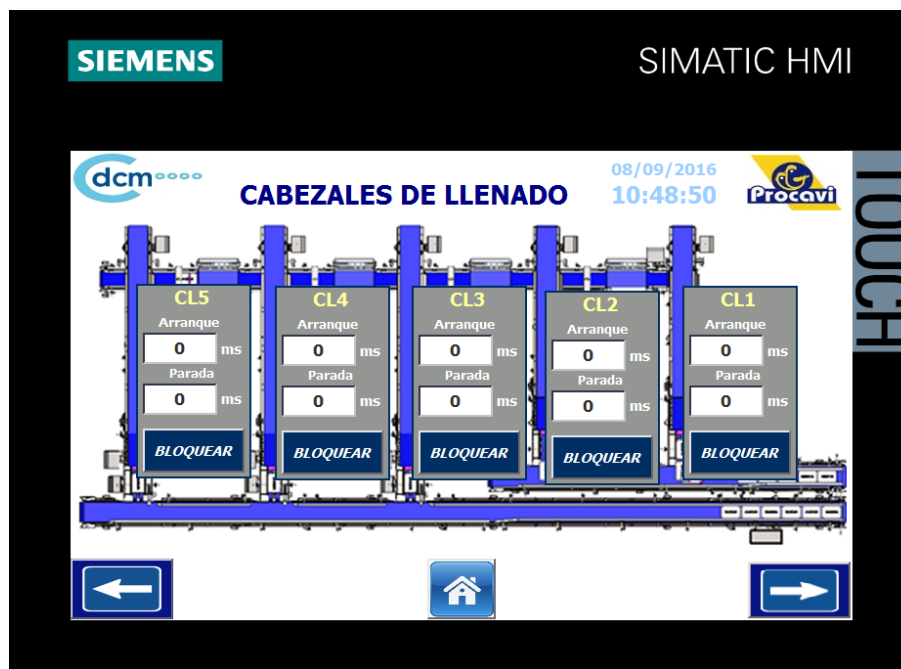 SIEMENS
SIMATIC HMI
TOUCH
dcm
CABEZALES DE LLENADO
08/09/2016
10:48:50
Procavi
CL5
Arranque
0 ms
Parada
0 ms
BLOQUEAR
CL4
Arranque
0 ms
Parada
0 ms
BLOQUEAR
CL3
Arranque
0 ms
Parada
0 ms
BLOQUEAR
CL2
Arranque
0 ms
Parada
0 ms
BLOQUEAR
CL1
Arranque
0 ms
Parada
0 ms
BLOQUEAR